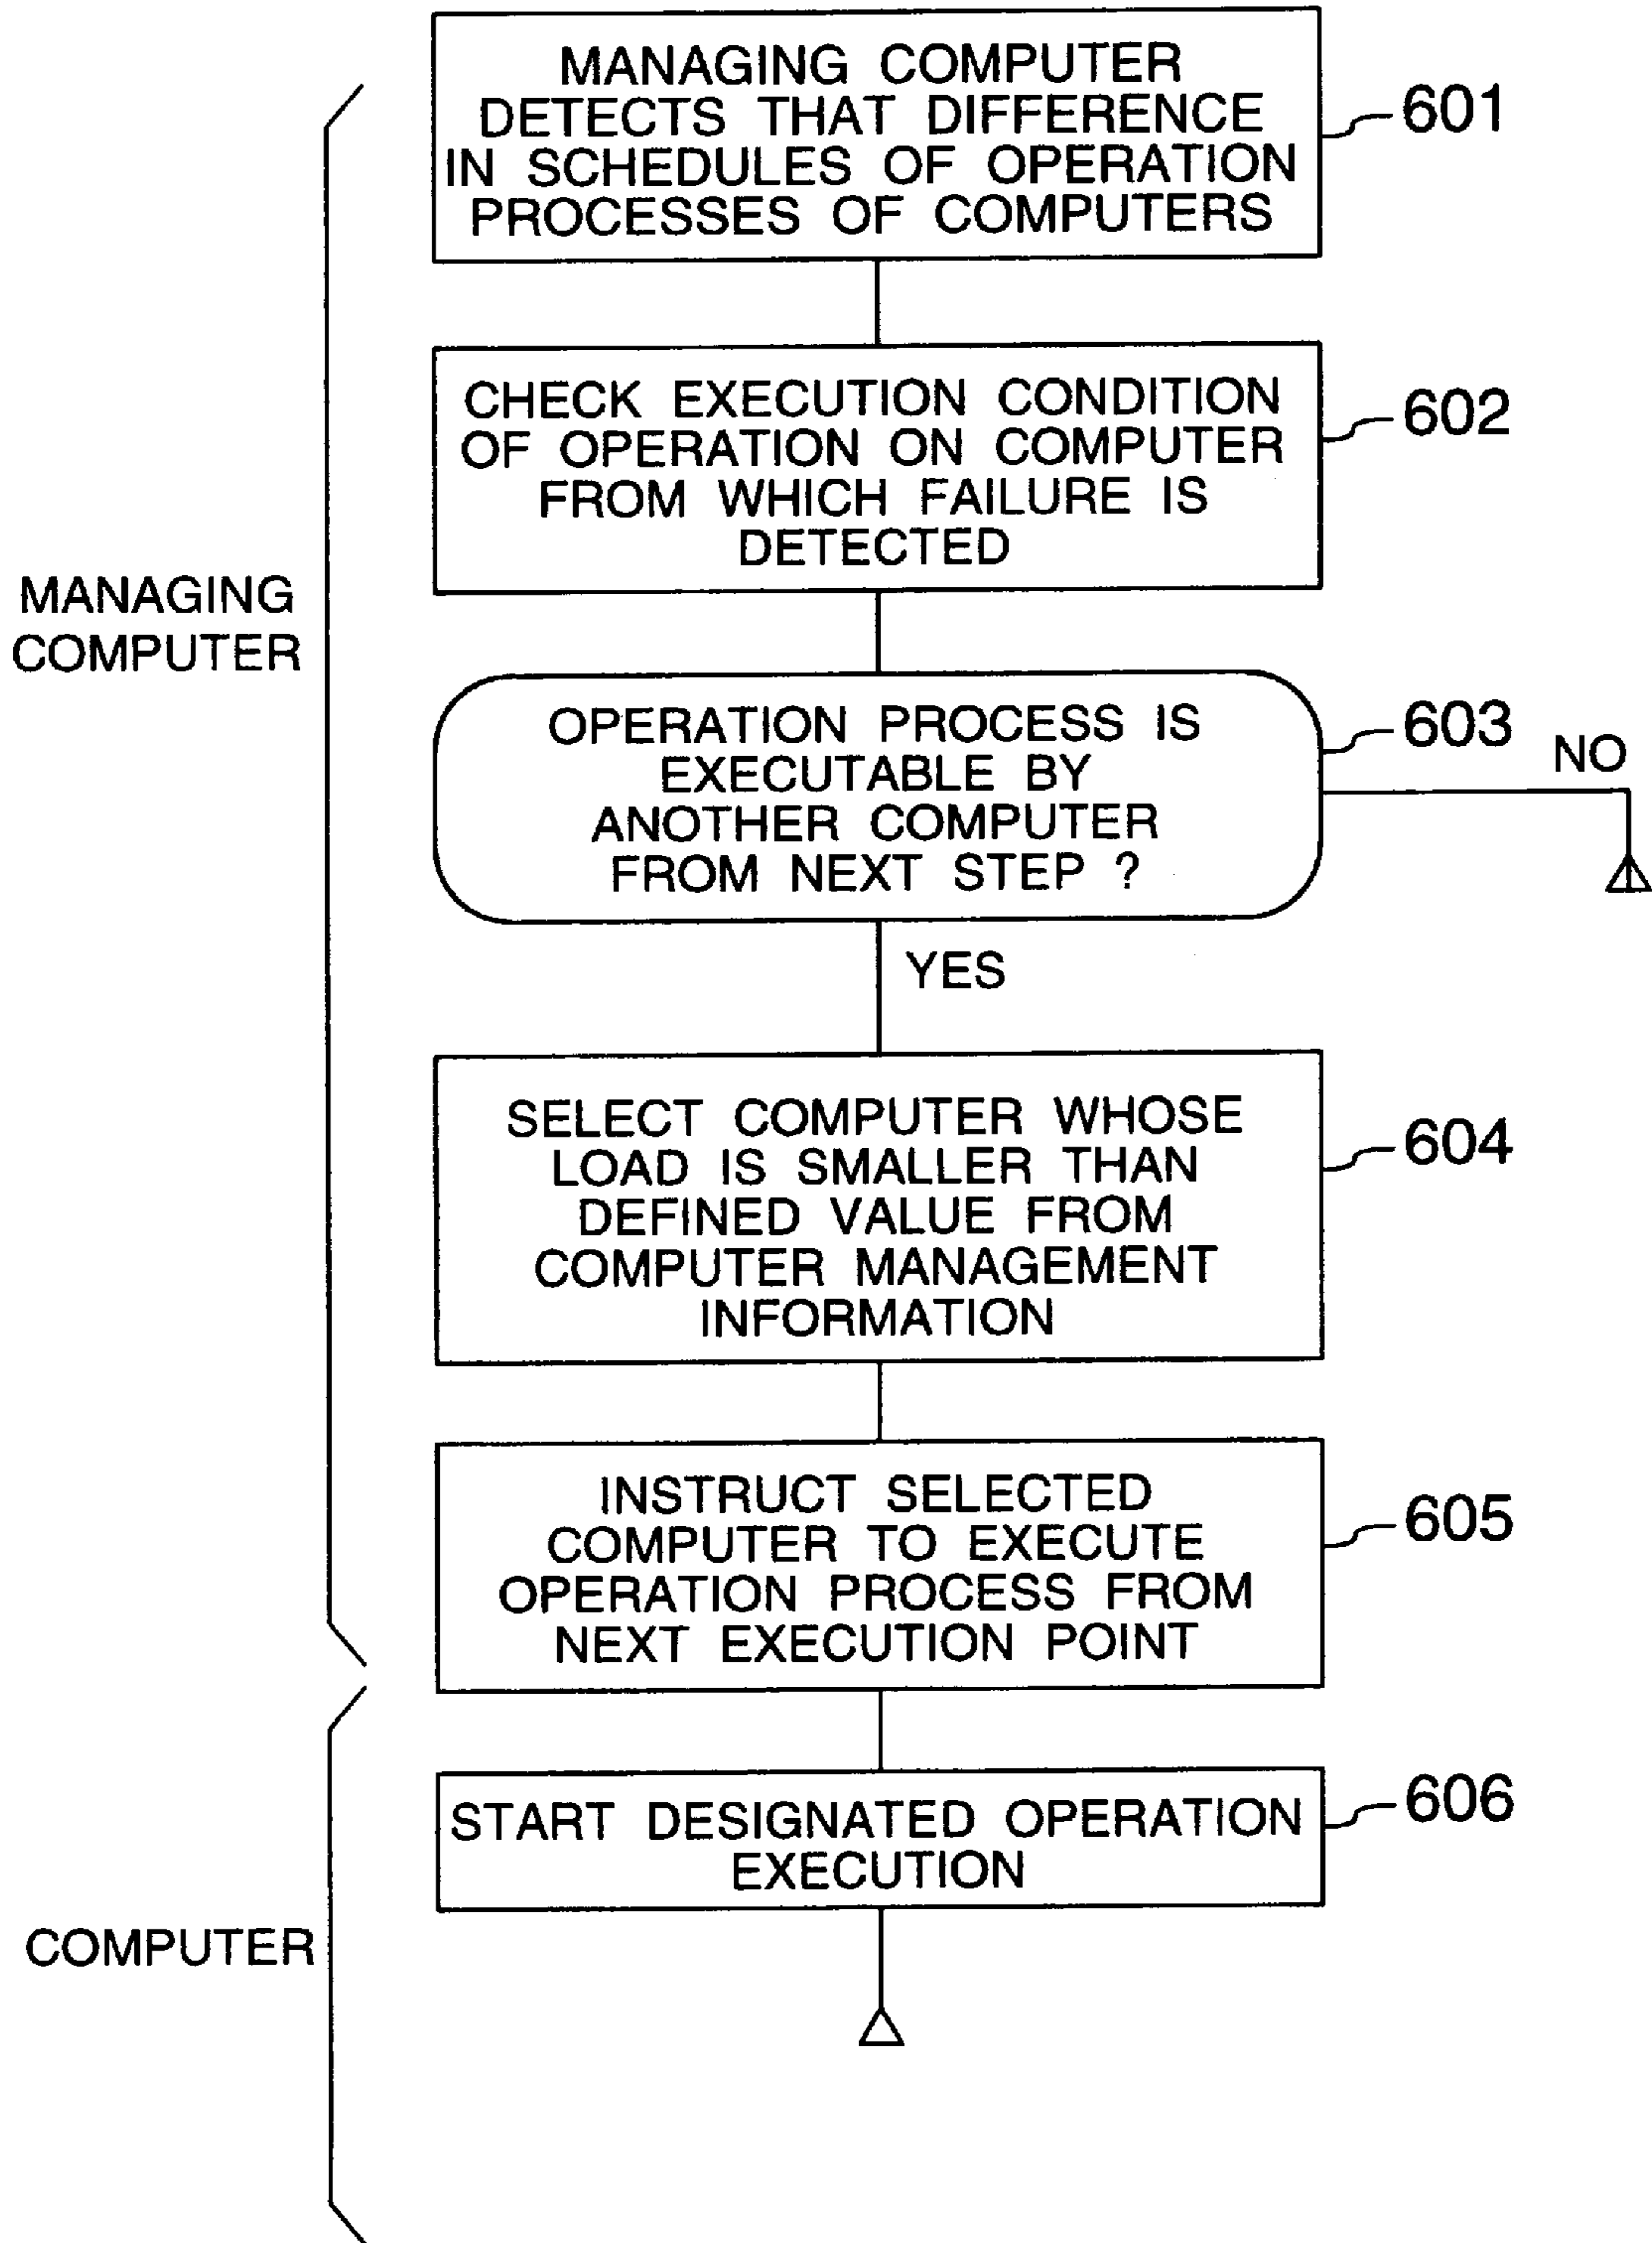 MANAGING COMPUTER
DETECTS THAT DIFFERENCE
IN SCHEDULES OF OPERATION
PROCESSES OF COMPUTERS
601
CHECK EXECUTION CONDITION
OF OPERATION ON COMPUTER
FROM WHICH FAILURE IS
DETECTED
602
MANAGING
COMPUTER
OPERATION PROCESS IS
EXECUTABLE BY
ANOTHER COMPUTER
FROM NEXT STEP ?
603
NO
YES
SELECT COMPUTER WHOSE
LOAD IS SMALLER THAN
DEFINED VALUE FROM
COMPUTER MANAGEMENT
INFORMATION
604
INSTRUCT SELECTED
COMPUTER TO EXECUTE
OPERATION PROCESS FROM
NEXT EXECUTION POINT
605
START DESIGNATED OPERATION
EXECUTION
606
COMPUTER